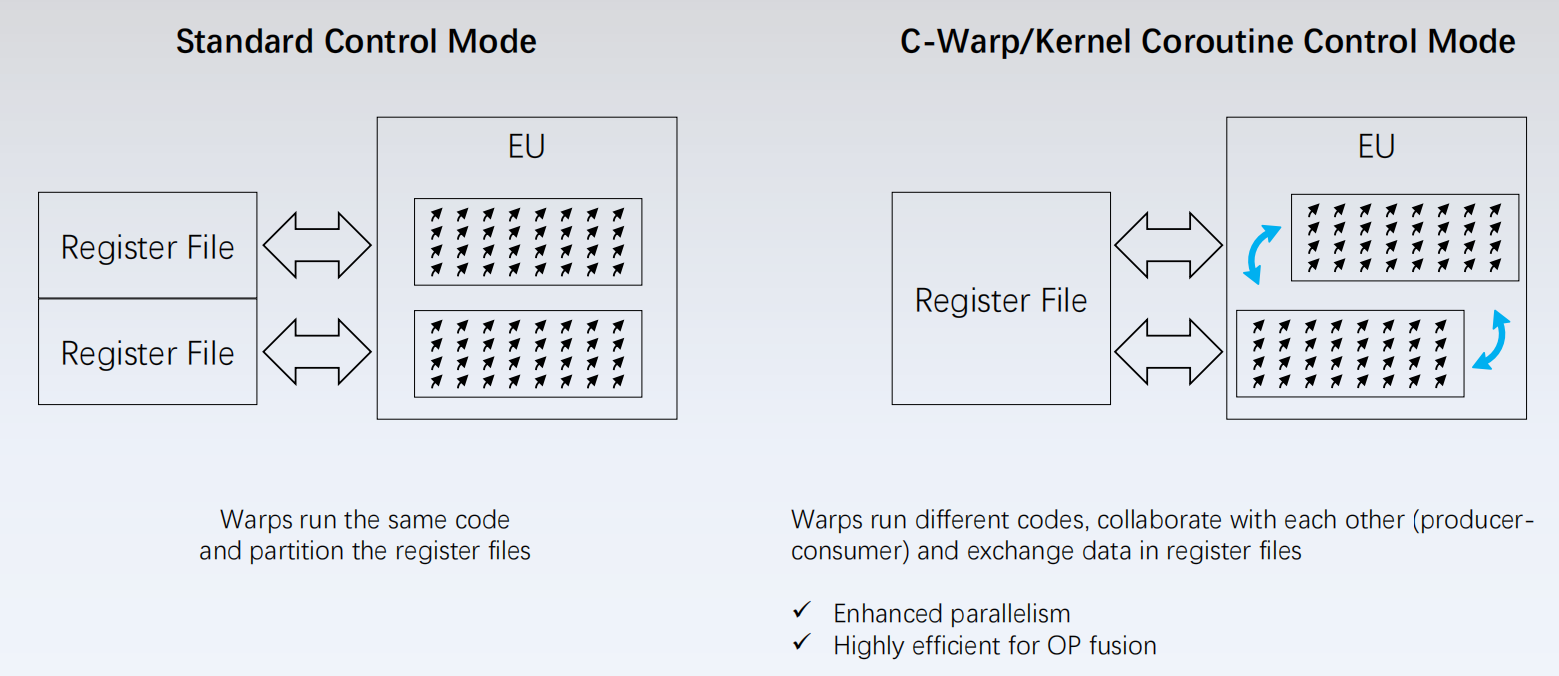 Standard Control Mode
EU
Register File
Register File
Warps run the same code
and partition the register files
C-Warp/Kernel Coroutine Control Mode
EU
Register File
Warps run different codes, collaborate with each other (producer-
consumer) and exchange data in register files
✓ Enhanced parallelism
✓ Highly efficient for OP fusion